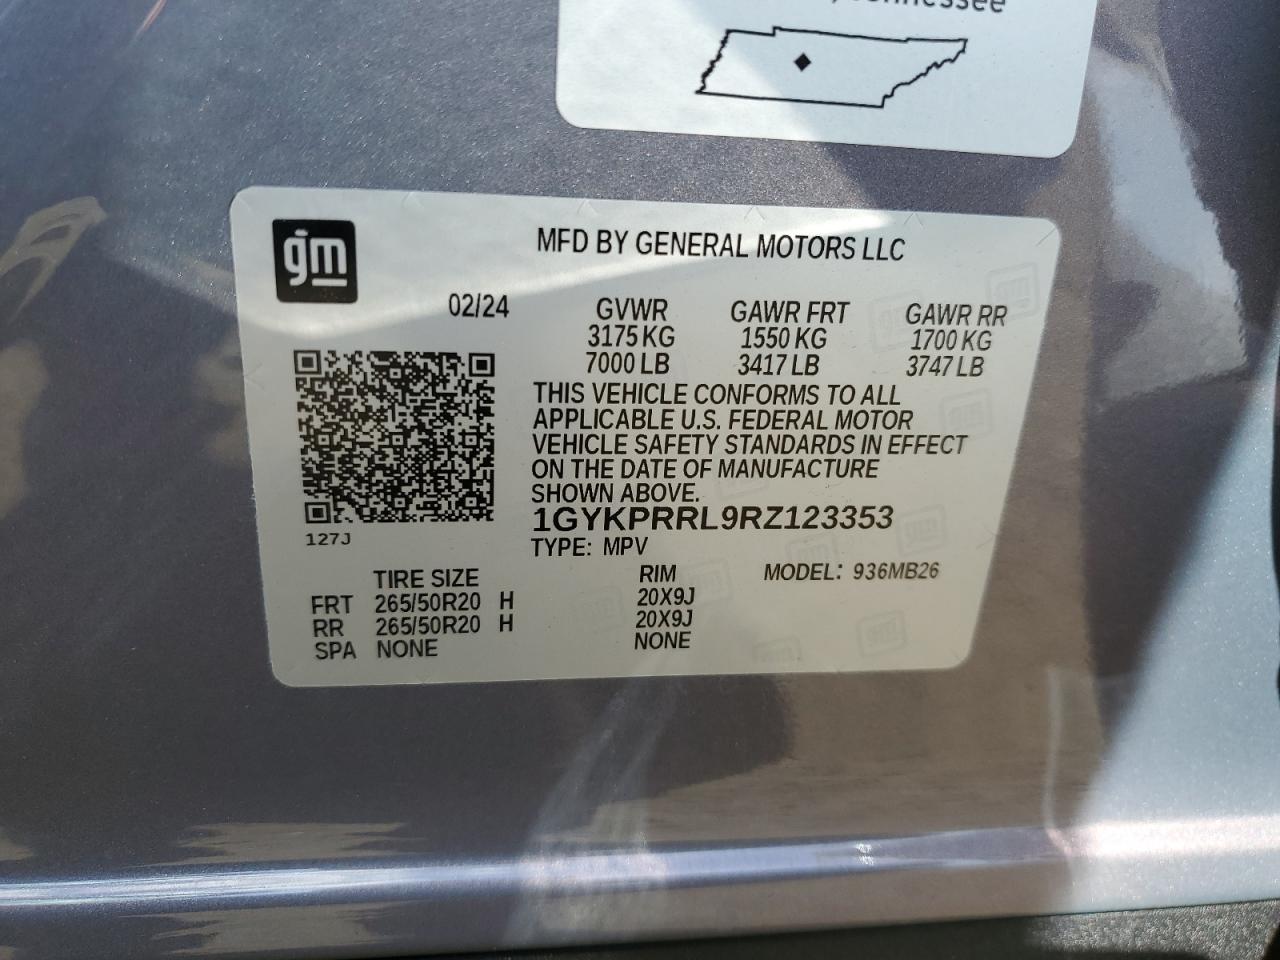 Tennessee
gm
MFD BY GENERAL MOTORS LLC
02/24 GVWR GAWR FRT GAWR RR
3175 KG 1550 KG 1700 KG
7000 LB 3417 LB 3747 LB
THIS VEHICLE CONFORMS TO ALL
APPLICABLE U.S. FEDERAL MOTOR
VEHICLE SAFETY STANDARDS IN EFFECT
ON THE DATE OF MANUFACTURE
SHOWN ABOVE.
1GYKPRRL9RZ123353
127J
TYPE: MPV
TIRE SIZE RIM MODEL: 936MB26
FRT 265/50R20 H 20X9J
RR 265/50R20 H 20X9J
SPA NONE NONE